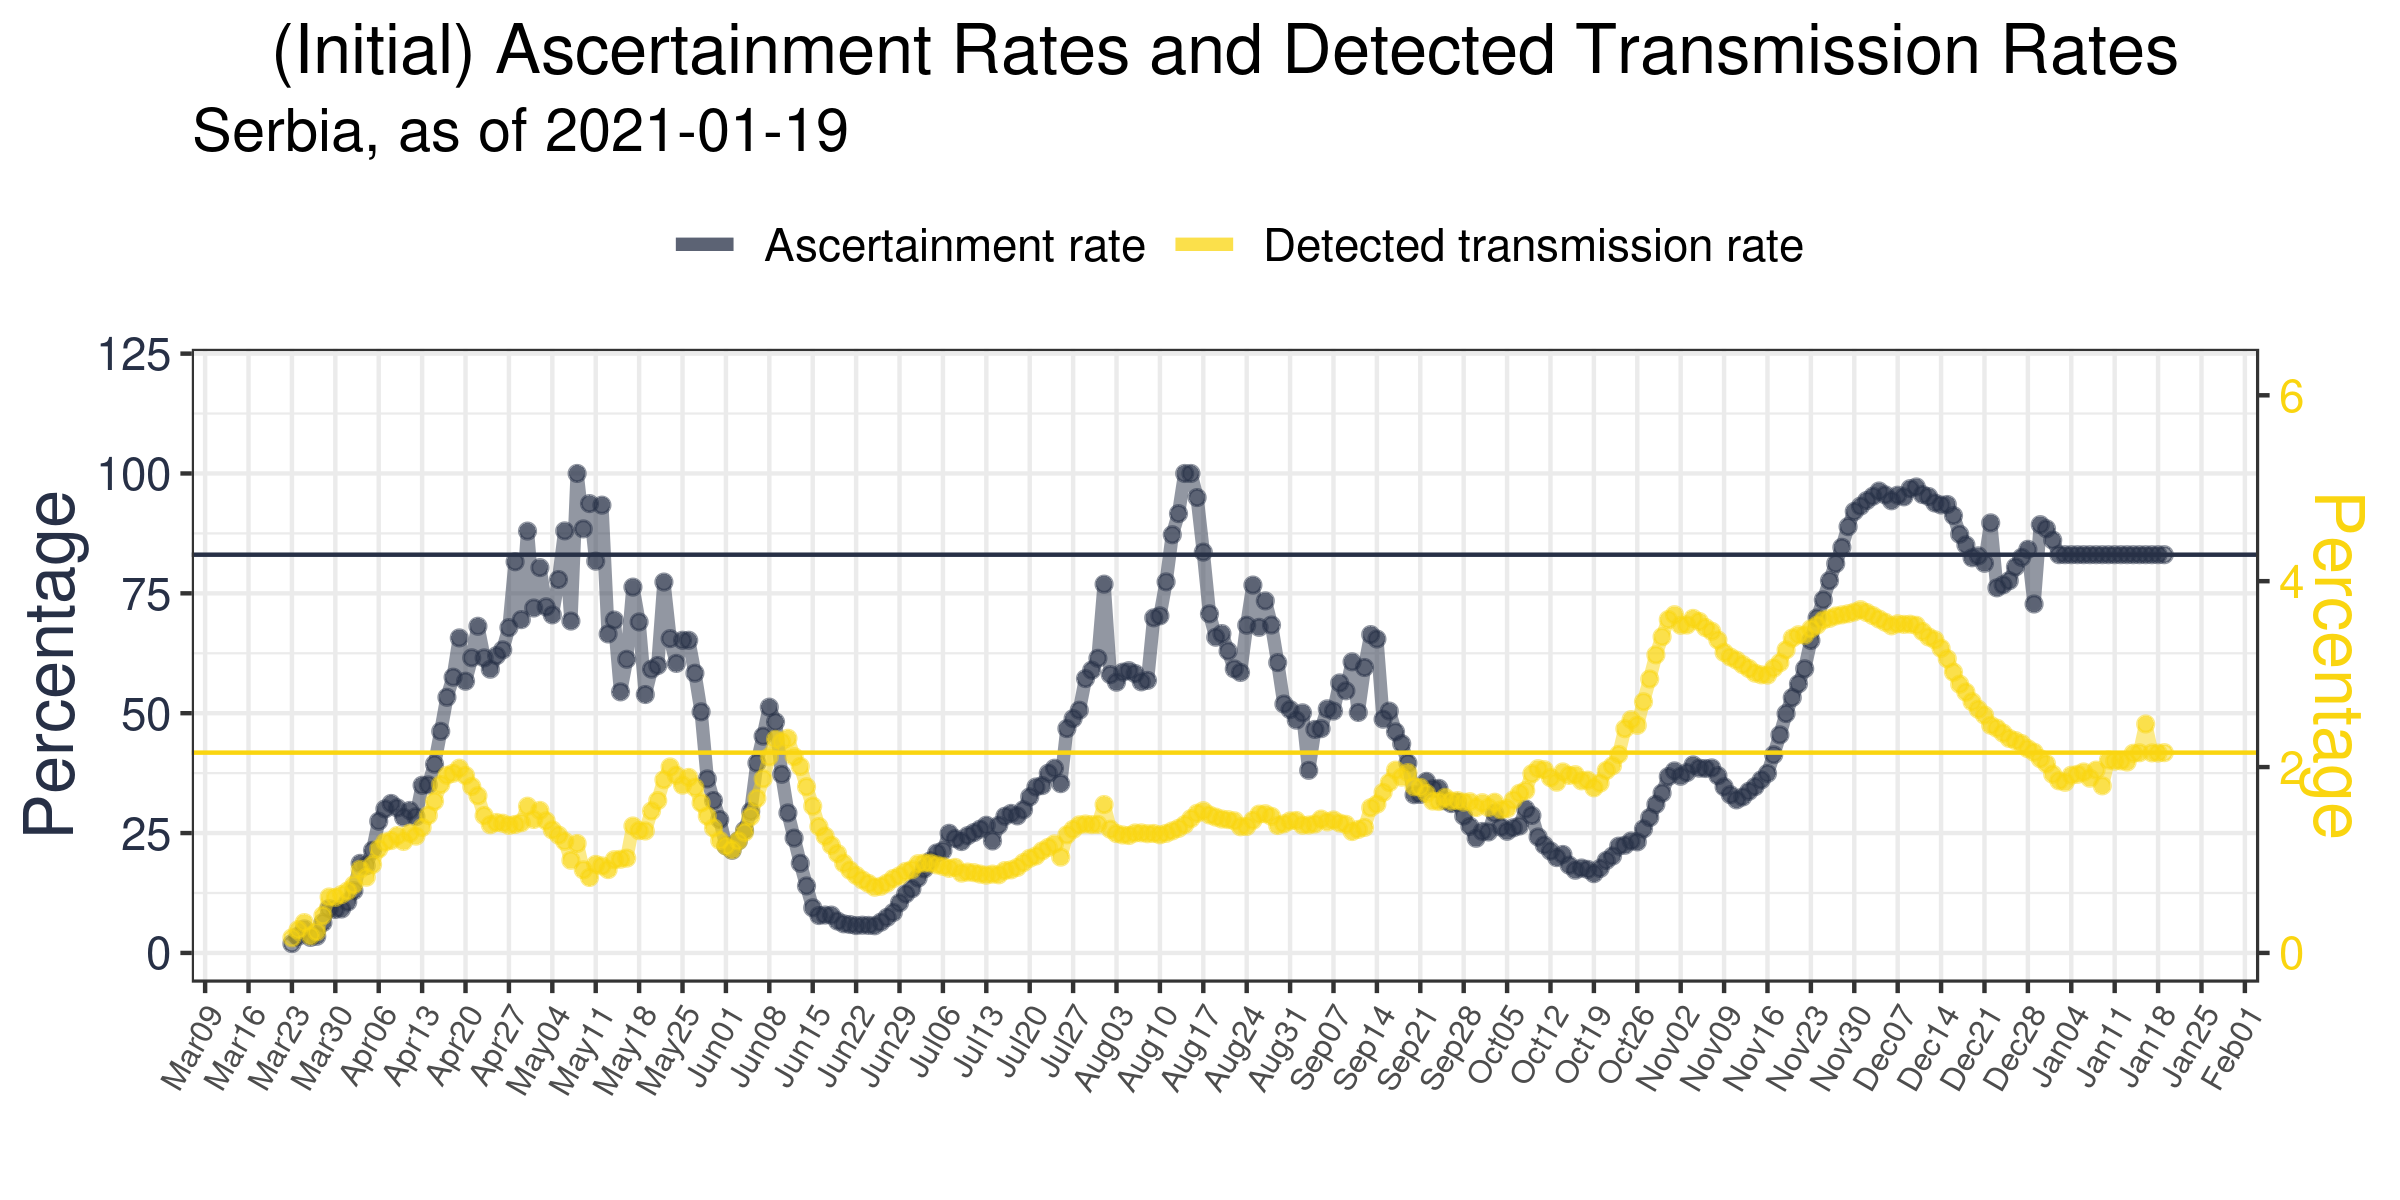 (Initial) Ascertainment Rates and Detected Transmission Rates
Serbia, as of 2021-01-19
Ascertainment rate
Detected transmission rate
Percentage
125
100
75
50
25
0
6
4
2
0
Percentage
Mar09
Mar16
Mar23
Mar30
Apr06
Apr13
Apr20
Apr27
May04
May11
May18
May25
Jun01
Jun08
Jun15
Jun22
Jun29
Jul06
Jul13
Jul20
Jul27
Aug03
Aug10
Aug17
Aug24
Aug31
Sep07
Sep14
Sep21
Sep28
Oct05
Oct12
Oct19
Oct26
Nov02
Nov09
Nov16
Nov23
Nov30
Dec07
Dec14
Dec21
Dec28
Jan04
Jan11
Jan18
Jan25
Feb01